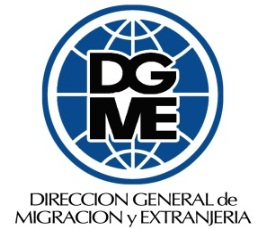 DG
ME
DIRECCION GENERAL de
MIGRACION y EXTRANJERIA